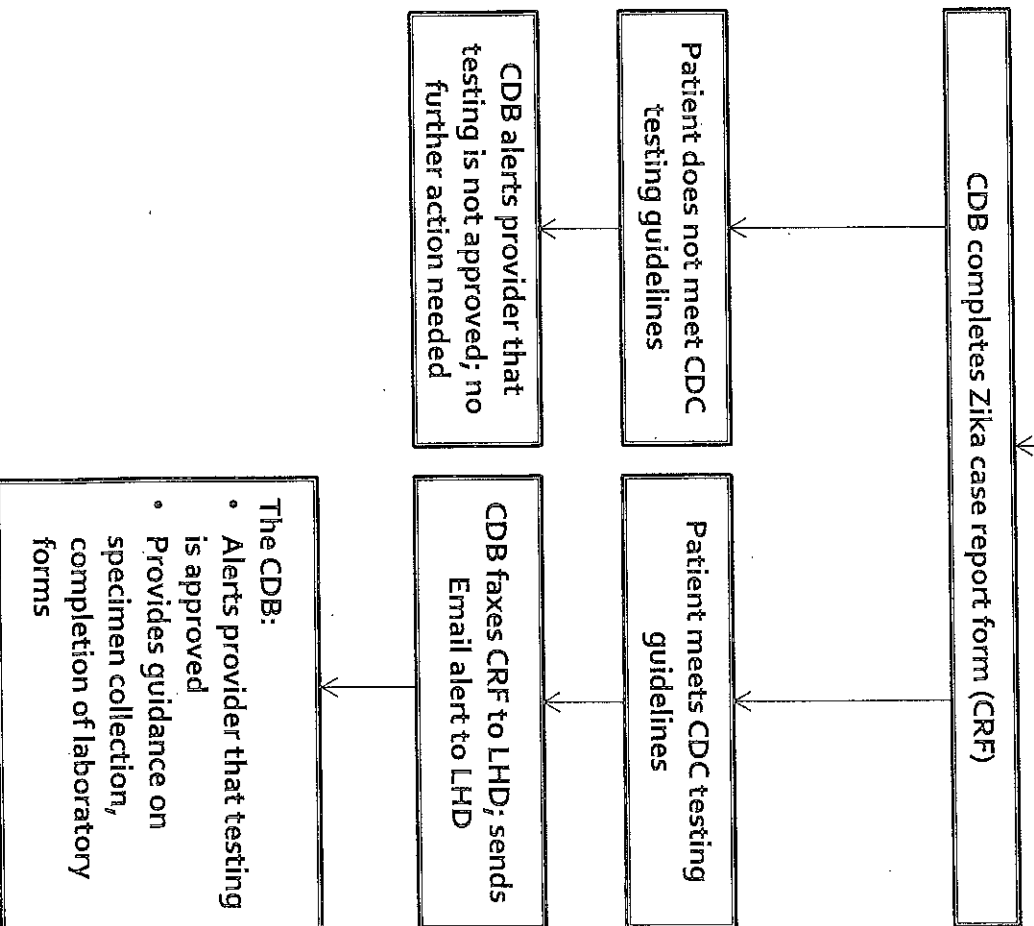 CDB completes Zika case report form (CRF)
Patient does not meet CDC
testing guidelines
CDB alerts provider that
testing is not approved; no
further action needed
Patient meets CDC testing
guidelines
CDB faxes CRF to LHD; sends
Email alert to LHD
The CDB:
• Alerts provider that testing
is approved
• Provides guidance on
specimen collection,
completion of laboratory
forms